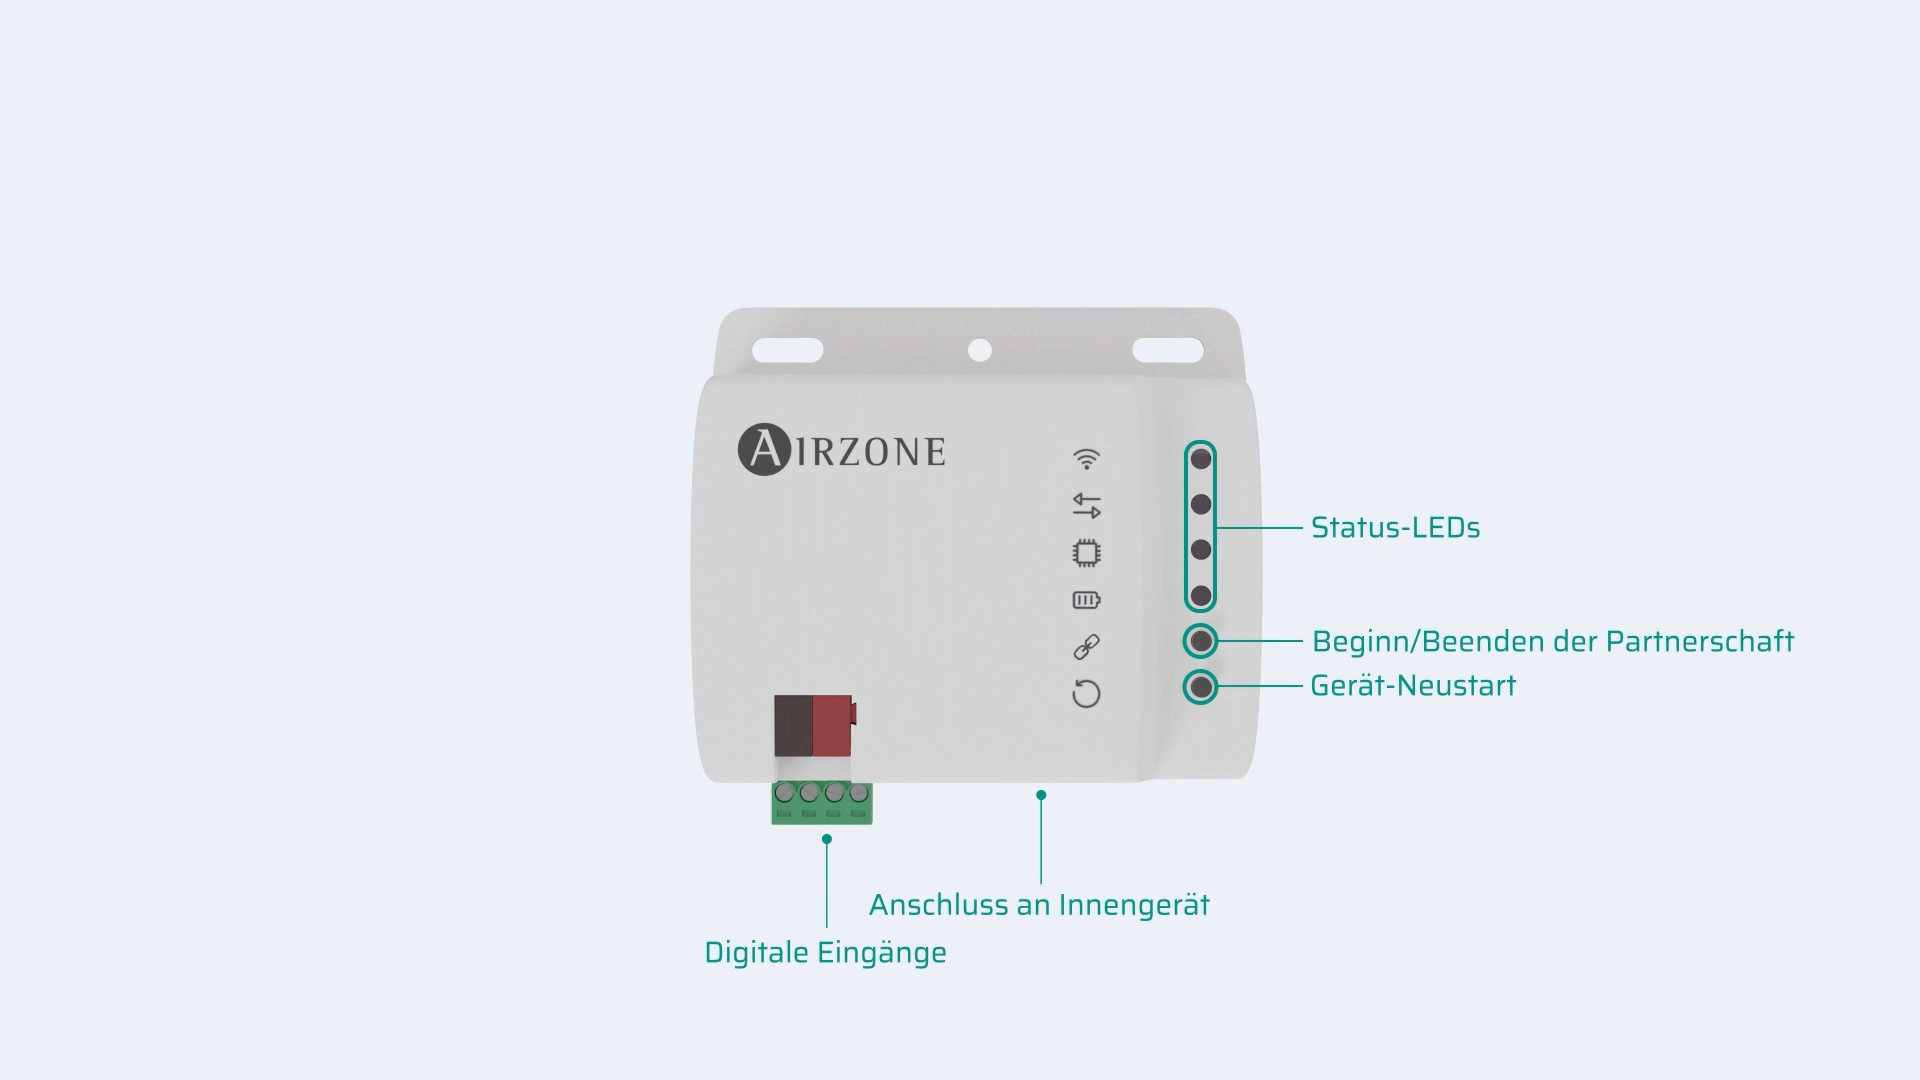 AIRZONE
Status-LEDs
Beginn/Beenden der Partnerschaft
Gerät-Neustart
Anschluss an Innengerät
Digitale Eingänge